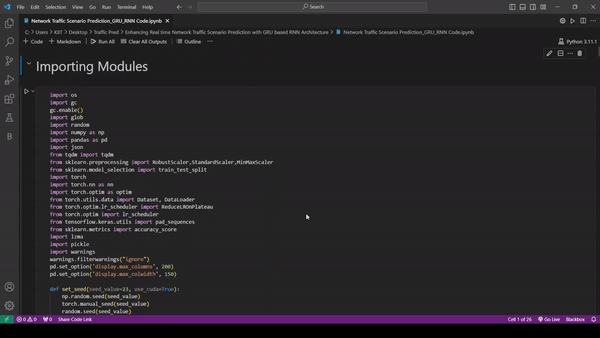 File Edit Selection View Go Run Terminal Help
Search
Network Traffic Scenario Prediction_GRU_RNN Code.ipynb
C: > Users > KIIT > Desktop > Traffic Pred > Enhancing Real time Network Traffic Scenario Prediction with GRU based RNN Architecture > Network Traffic Scenario Prediction_GRU_RNN Code.ipynb
+ Code + Markdown Run All Clear All Outputs Outline ...
Python 3.11.1
Importing Modules
import os
import gc
gc.enable()
import glob
import random
import numpy as np
import pandas as pd
import json
from tqdm import tqdm
from sklearn.preprocessing import RobustScaler,StandardScaler,MinMaxScaler
from sklearn.model_selection import train_test_split
import torch
import torch.nn as nn
import torch.optim as optim
from torch.utils.data import Dataset, DataLoader
from torch.optim.lr_scheduler import ReduceLROnPlateau
from torch.optim import lr_scheduler
from tensorflow.keras.utils import pad_sequences
from sklearn.metrics import accuracy_score
import lzma
import pickle
import warnings
warnings.filterwarnings("ignore")
pd.set_option('display.max_columns', 200)
pd.set_option('display.max_colwidth', 150)
def set_seed(seed_value=23, use_cuda=True):
np.random.seed(seed_value)
torch.manual_seed(seed_value)
random.seed(seed_value)
0 0 0 Share Code Link
Cell 1 of 26 Go Live Blackbox